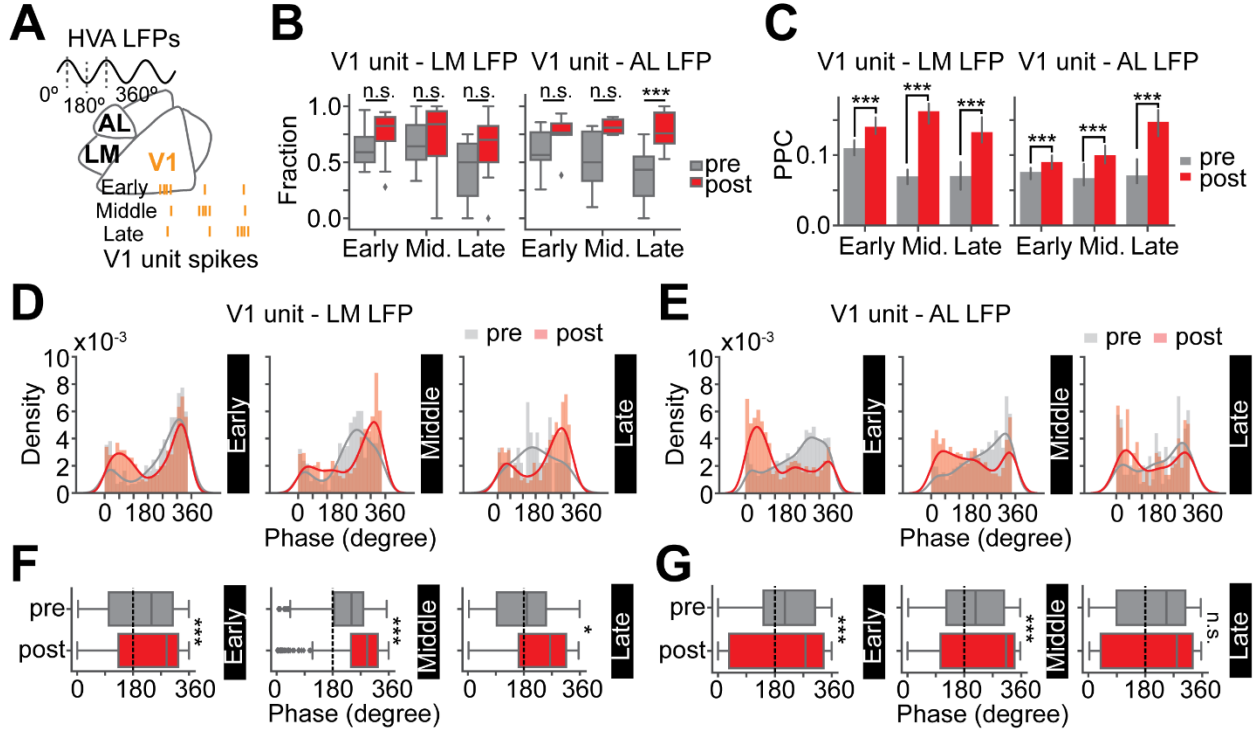 A
HVA LFPs
0º
180º
360º
AL
LM
V1
Early
Middle
Late
V1 unit spikes
B
V1 unit - LM LFP
V1 unit - AL LFP
n.s.
n.s.
n.s.
n.s.
n.s.
***
Fraction
1.0
0.5
0.0
pre
post
Early Mid. Late
Early Mid. Late
C
V1 unit - LM LFP
V1 unit - AL LFP
***
***
***
***
***
***
PPC
0.1
0.0
pre
post
Early Mid. Late
Early Mid. Late
D
V1 unit - LM LFP
pre post
x10-3
Density
10
8
6
4
2
0
0 180 360
Early
0 180 360
Middle
0 180 360
Late
Phase (degree)
E
V1 unit - AL LFP
pre post
x10-3
Density
10
8
6
4
2
0
0 180 360
Early
0 180 360
Middle
0 180 360
Late
Phase (degree)
F
pre
post
***
Early
***
Middle
*
Late
0 180 360
0 180 360
0 180 360
Phase (degree)
G
pre
post
***
Early
***
Middle
n.s.
Late
0 180 360
0 180 360
0 180 360
Phase (degree)